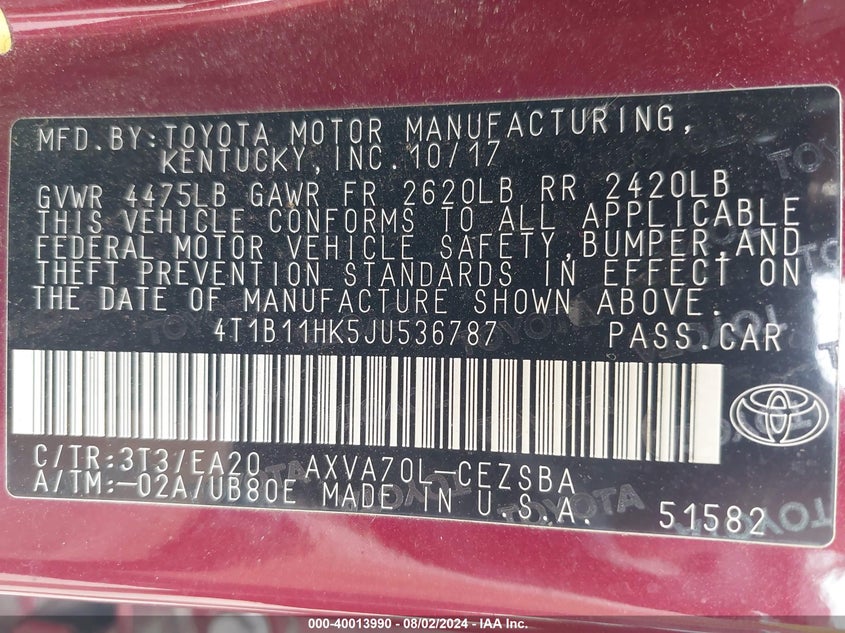 MFD. BY:TOYOTA MOTOR MANUFACTURING,
KENTUCKY,INC. 10/17
GVWR 4475LB GAWR FR 2620LB RR 2420LB
THIS VEHICLE CONFORMS TO ALL APPLICABLE
FEDERAL MOTOR VEHICLE SAFETY,BUMPER,AND
THEFT PREVENTION STANDARDS IN EFFECT ON
THE DATE OF MANUFACTURE SHOWN ABOVE.
4T1B11HK5JU536787 PASS.CAR
C/TR:3T3/EA20 AXVA70L-CEZSBA
A/TM:-02A/UB80E MADE IN U.S.A. 51582
TOYOTA
000-40013990 - 08/02/2024 - IAA Inc.